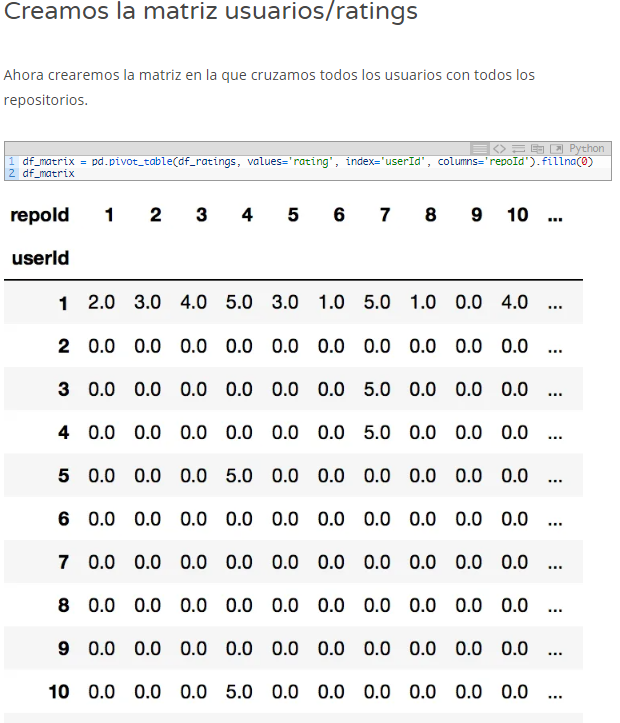 Creamos la matriz usuarios/ratings
Ahora crearemos la matriz en la que cruzamos todos los usuarios con todos los
repositorios.
Python
1 df_matrix = pd.pivot_table(df_ratings, values='rating', index='userId', columns='repoId').fillna(0)
2 df_matrix
repoId 1 2 3 4 5 6 7 8 9 10 ...
userId
1 2.0 3.0 4.0 5.0 3.0 1.0 5.0 1.0 0.0 4.0 ...
2 0.0 0.0 0.0 0.0 0.0 0.0 0.0 0.0 0.0 0.0 ...
3 0.0 0.0 0.0 0.0 0.0 0.0 5.0 0.0 0.0 0.0 ...
4 0.0 0.0 0.0 0.0 0.0 0.0 5.0 0.0 0.0 0.0 ...
5 0.0 0.0 0.0 5.0 0.0 0.0 0.0 0.0 0.0 0.0 ...
6 0.0 0.0 0.0 0.0 0.0 0.0 0.0 0.0 0.0 0.0 ...
7 0.0 0.0 0.0 0.0 0.0 0.0 0.0 0.0 0.0 0.0 ...
8 0.0 0.0 0.0 0.0 0.0 0.0 0.0 0.0 0.0 0.0 ...
9 0.0 0.0 0.0 0.0 0.0 0.0 0.0 0.0 0.0 0.0 ...
10 0.0 0.0 0.0 5.0 0.0 0.0 0.0 0.0 0.0 0.0 ...